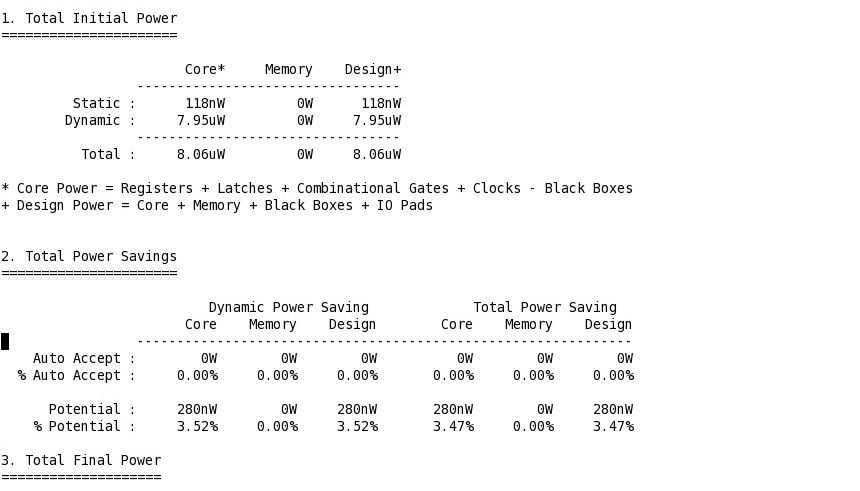 1. Total Initial Power
======================
Core* Memory Design+
---------------------------------
Static : 118nW 0W 118nW
Dynamic : 7.95uW 0W 7.95uW
---------------------------------
Total : 8.06uW 0W 8.06uW
* Core Power = Registers + Latches + Combinational Gates + Clocks - Black Boxes
+ Design Power = Core + Memory + Black Boxes + IO Pads
2. Total Power Savings
======================
Dynamic Power Saving Total Power Saving
Core Memory Design Core Memory Design
--------------------------------------------------------------
Auto Accept : 0W 0W 0W 0W 0W 0W
% Auto Accept : 0.00% 0.00% 0.00% 0.00% 0.00% 0.00%
Potential : 280nW 0W 280nW 280nW 0W 280nW
% Potential : 3.52% 0.00% 3.52% 3.47% 0.00% 3.47%
3. Total Final Power
====================